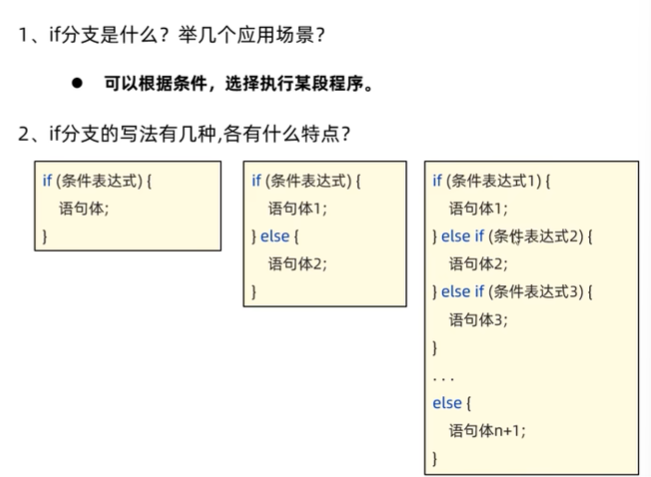 1、if分支是什么？举几个应用场景？
● 可以根据条件，选择执行某段程序。
2、if分支的写法有几种,各有什么特点？
if (条件表达式) {
语句体;
}
if (条件表达式) {
语句体1;
} else {
语句体2;
}
if (条件表达式1) {
语句体1;
} else if (条件表达式2) {
语句体2;
} else if (条件表达式3) {
语句体3;
}
...
else {
语句体n+1;
}